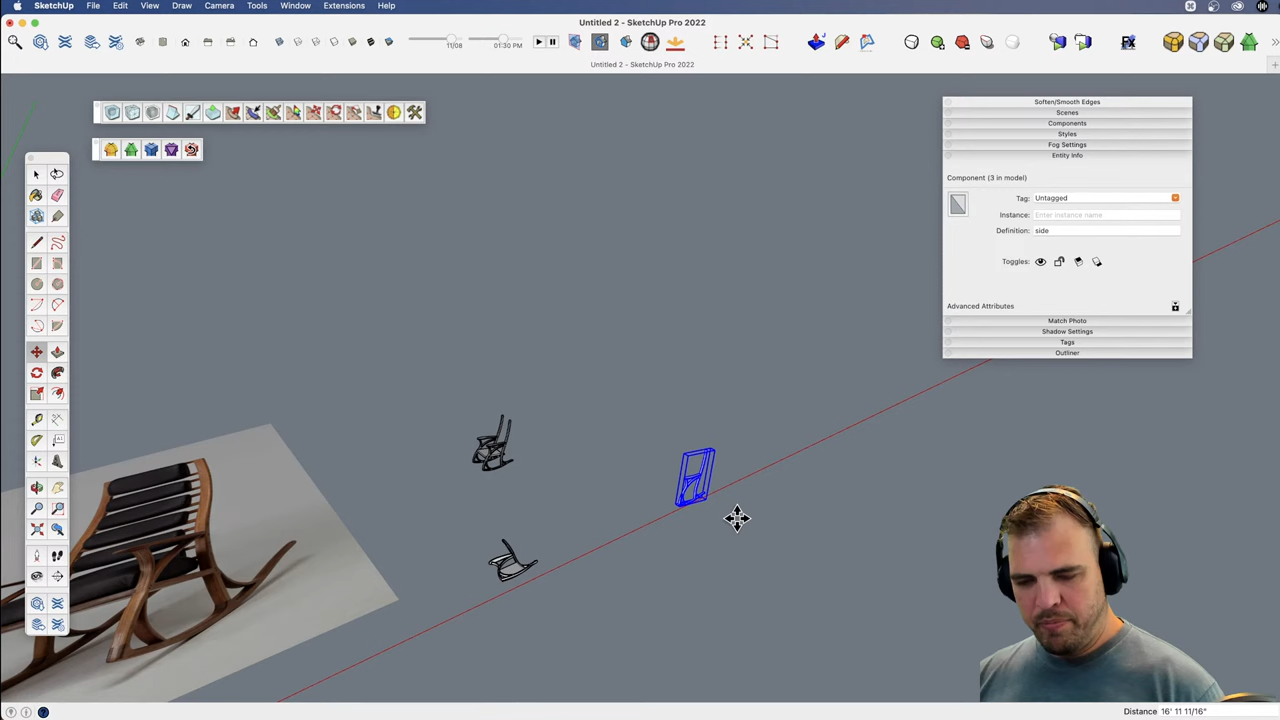 SketchUp File Edit View Draw Camera Tools Window Extensions Help
Untitled 2 - SketchUp Pro 2022
11/08 01:30 PM
Untitled 2 - SketchUp Pro 2022
Soften/Smooth Edges
Scenes
Components
Styles
Fog Settings
Entity Info
Component (3 in model)
Tag: Untagged
Instance: Enter instance name
Definition: side
Toggles:
Advanced Attributes
Match Photo
Shadow Settings
Tags
Outliner
Distance 16' 11 11/16"